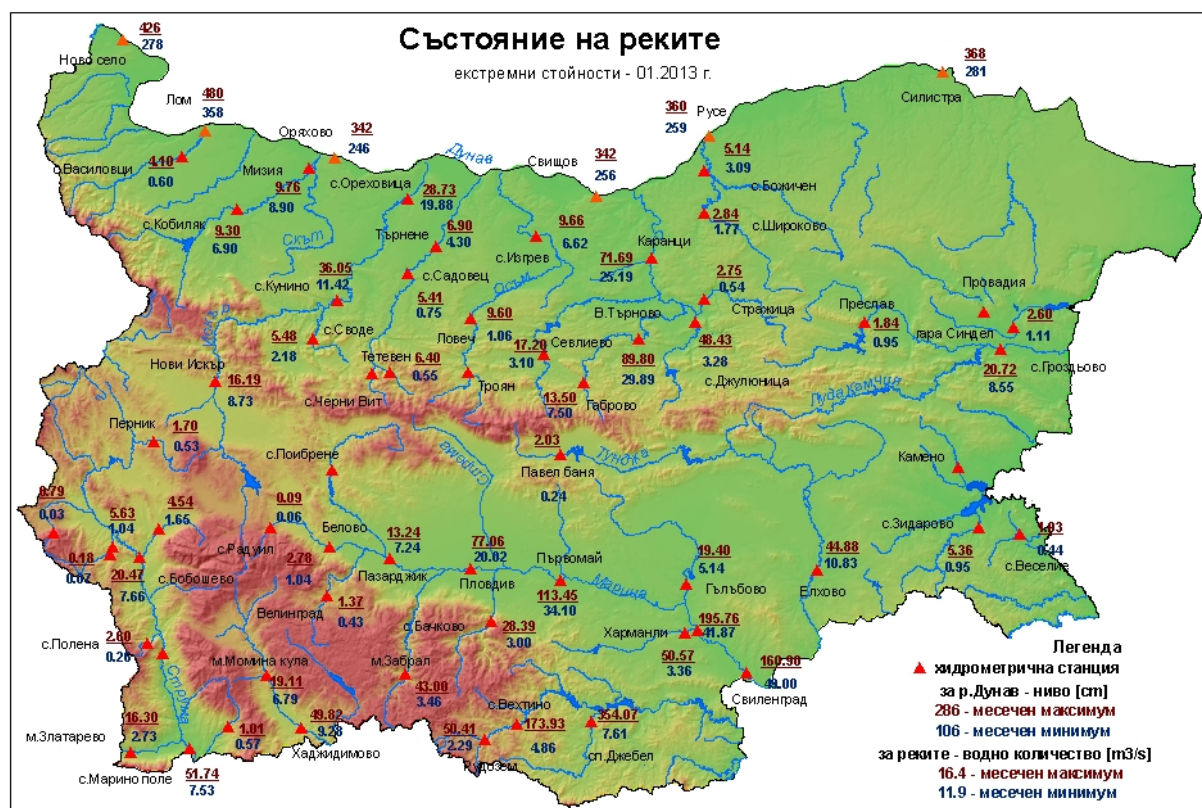 Състояние на реките
екстремни стойности - 01.2013 г.
426
278
Ново село
Лом
480
358
Оряхово
342
246
Дунав
Свищов
342
256
Русе
360
259
368
281
Силистра
с.Василовци
4.10
0.60
Мизия
9.76
8.90
с.Ореховица
28.73
19.88
5.14
3.09
с.Божичен
с.Кобиляк
9.30
6.90
Скът
Търнене
6.90
4.30
9.66
6.62
с.Изгрев
Каранци
71.69
25.19
2.84
1.77
с.Широково
с.Кунино
36.05
11.42
с.Садовец
5.41
0.75
Осъм
2.75
0.54
Стражица
Преслав
1.84
0.95
Провадия
2.60
1.11
гара Синдел
20.72
8.55
с.Гроздьово
Искър
5.48
2.18
с.Своде
Ловеч
9.60
1.06
В.Търново
Севлиево
17.20
3.10
89.80
29.89
48.43
3.28
с.Джулюница
Нови Искър
16.19
8.73
Тетевен
6.40
0.55
с.Черни Вит
Троян
13.50
7.50
Габрово
Луда Камчия
Перник
1.70
0.53
с.Поибрене
Стряма
2.03
Павел баня
0.24
Тунджа
Камено
0.79
0.03
5.63
1.04
4.54
1.65
0.09
0.06
Белово
с.Радуил
2.78
1.04
13.24
7.24
Пазарджик
77.06
20.02
Пловдив
Първомай
113.45
34.10
Марица
19.40
5.14
Гълъбово
44.88
10.83
Елхово
с.Зидарово
5.36
0.95
1.93
0.44
с.Веселие
0.18
0.07
20.47
7.66
с.Бобошево
Велинград
1.37
0.43
с.Бачково
28.39
3.00
Харманли
195.76
41.87
50.57
3.36
160.90
49.00
Свиленград
с.Полена
2.60
0.26
Струма
м.Момина кула
19.11
6.79
м.Забрал
43.00
3.46
с.Вехтино
173.93
4.86
354.07
7.61
сп.Джебел
50.41
2.29
Рудозем
м.Златарево
16.30
2.73
1.01
0.57
49.82
9.28
Хаджидимово
с.Марино поле
51.74
7.53
Легенда
хидрометрична станция
за р.Дунав - ниво [cm]
286 - месечен максимум
106 - месечен минимум
за реките - водно количество [m3/s]
16.4 - месечен максимум
11.9 - месечен минимум